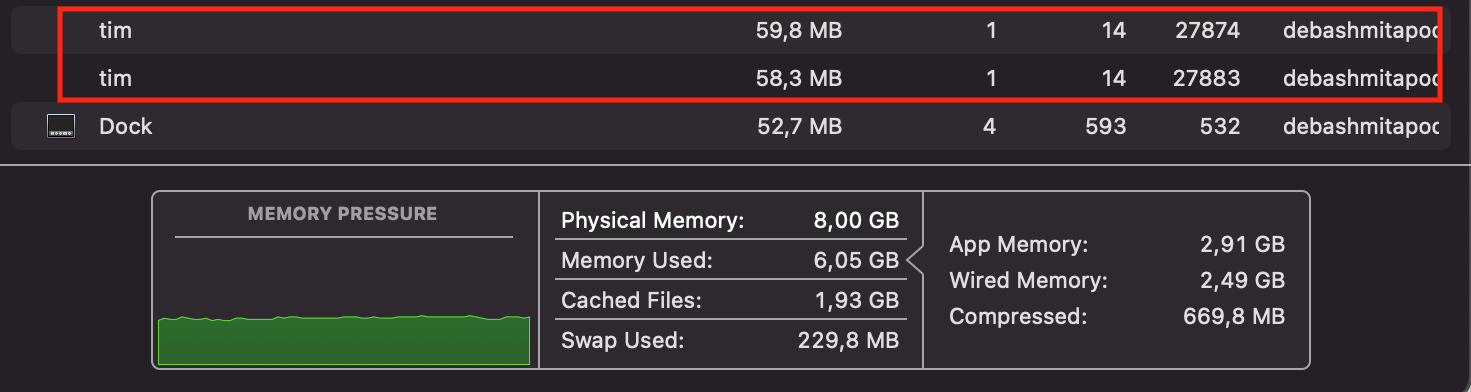 tim 59,8 MB 1 14 27874 debashmitapoc
tim 58,3 MB 1 14 27883 debashmitapoc
Dock 52,7 MB 4 593 532 debashmitapoc
MEMORY PRESSURE
Physical Memory: 8,00 GB
Memory Used: 6,05 GB
Cached Files: 1,93 GB
Swap Used: 229,8 MB
App Memory: 2,91 GB
Wired Memory: 2,49 GB
Compressed: 669,8 MB